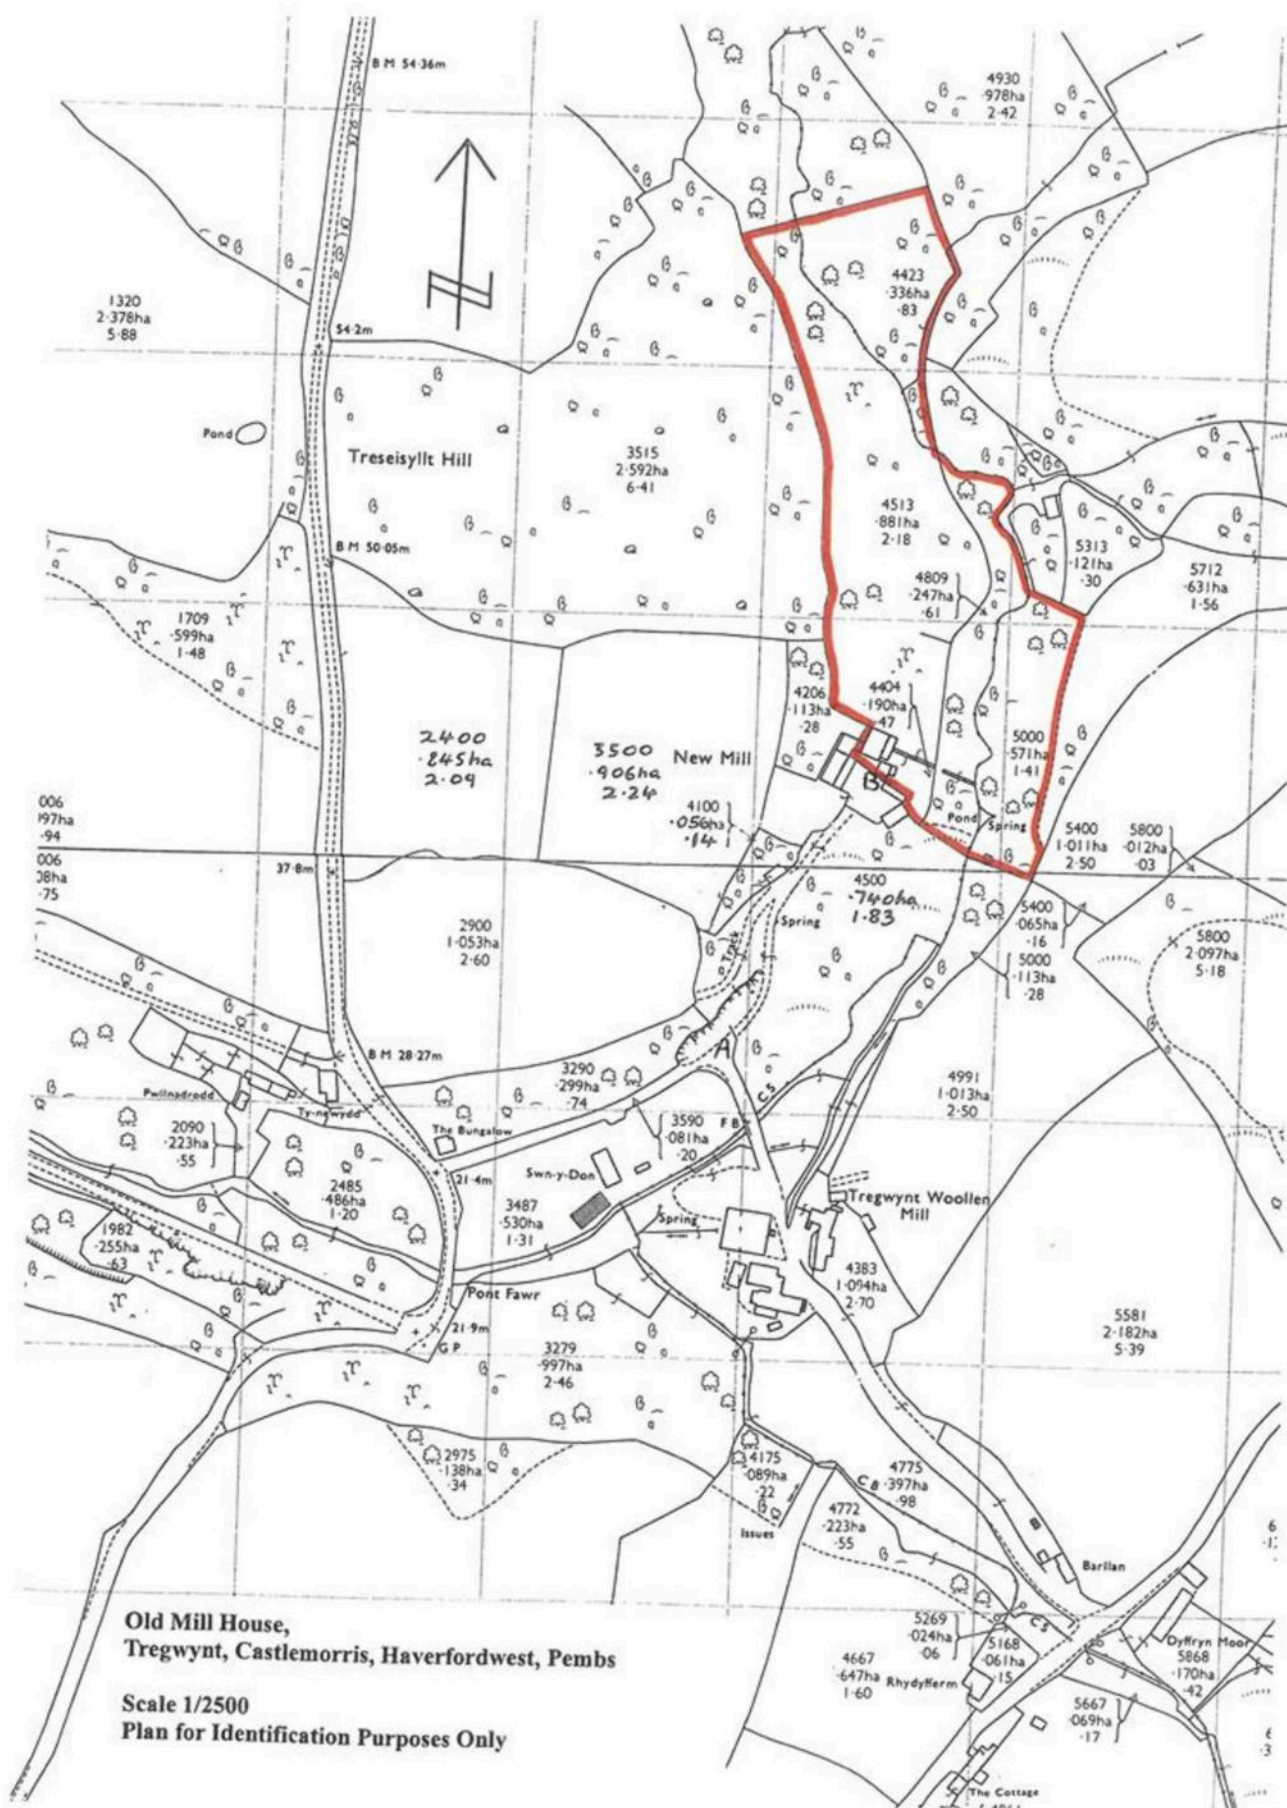 B M 54·36m
4930
·978ha
2·42
4423
·336ha
·83
1320
2·378ha
5·88
54·2m
Pond
Treseisyllt Hill
3515
2·592ha
6·41
4513
·881ha
2·18
5313
·121ha
·30
5712
·631ha
1·56
B M 50·05m
4809
·247ha
·61
1709
·599ha
1·48
4206
·113ha
·28
4404
·190ha
·47
5000
·571ha
1·41
2400
·845ha
2·09
3500
·906ha
2·24
New Mill
B
4100
·056ha
·14
Pond
Spring
5400
1·011ha
2·50
5800
·012ha
·03
006
·94
006
·75
37·8m
4500
·740ha
1·83
2900
1·053ha
2·60
Spring
Track
5400
·065ha
·16
5800
2·097ha
5·18
5000
·113ha
·28
A
B M 28·27m
3290
·299ha
·74
4991
1·013ha
2·50
C S
Pwllnadrodd
Ty-newydd
2090
·223ha
·55
The Bungalow
3590
·081ha
·20
F B
2485
·486ha
1·20
21·4m
Swn-y-Don
3487
·530ha
1·31
Tregwynt Woollen
Mill
Spring
1982
·255ha
·63
4383
1·094ha
2·70
Pont Fawr
21·9m
G P
3279
·997ha
2·46
5581
2·182ha
5·39
2975
·138ha
·34
4175
·089ha
·22
C B
4775
·397ha
·98
4772
·223ha
·55
Issues
Barllan
5269
·024ha
·06
C S
5168
·061ha
·15
Dyffryn Moor
5868
·170ha
·42
4667
·647ha
1·60
Rhydyfferm
5667
·069ha
·17
The Cottage
Old Mill House,
Tregwynt, Castlemorris, Haverfordwest, Pembs
Scale 1/2500
Plan for Identification Purposes Only